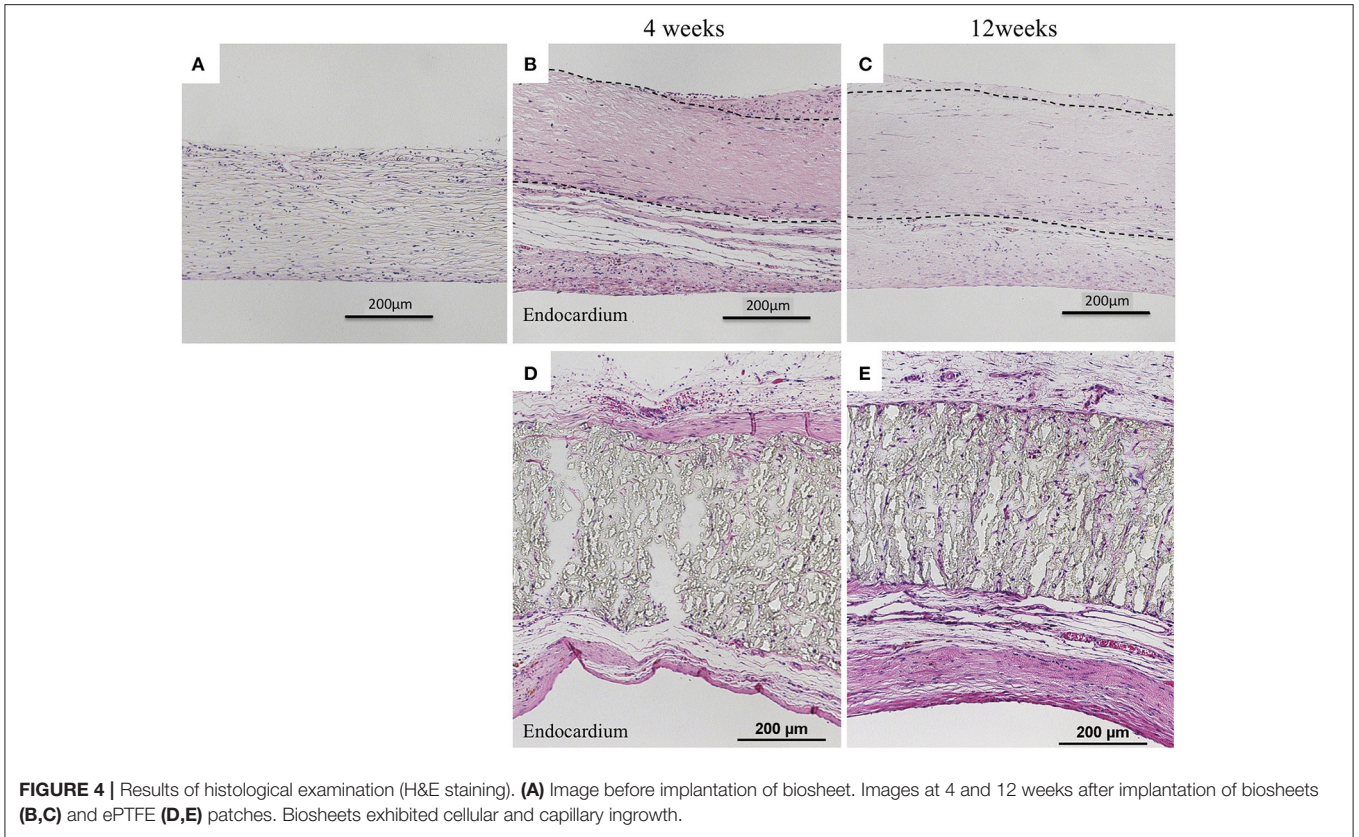 4 weeks
12weeks
A
B
C
200µm
Endocardium
200µm
200µm
D
E
Endocardium
200 µm
200 µm
FIGURE 4 | Results of histological examination (H&E staining). (A) Image before implantation of biosheet. Images at 4 and 12 weeks after implantation of biosheets
(B,C) and ePTFE (D,E) patches. Biosheets exhibited cellular and capillary ingrowth.